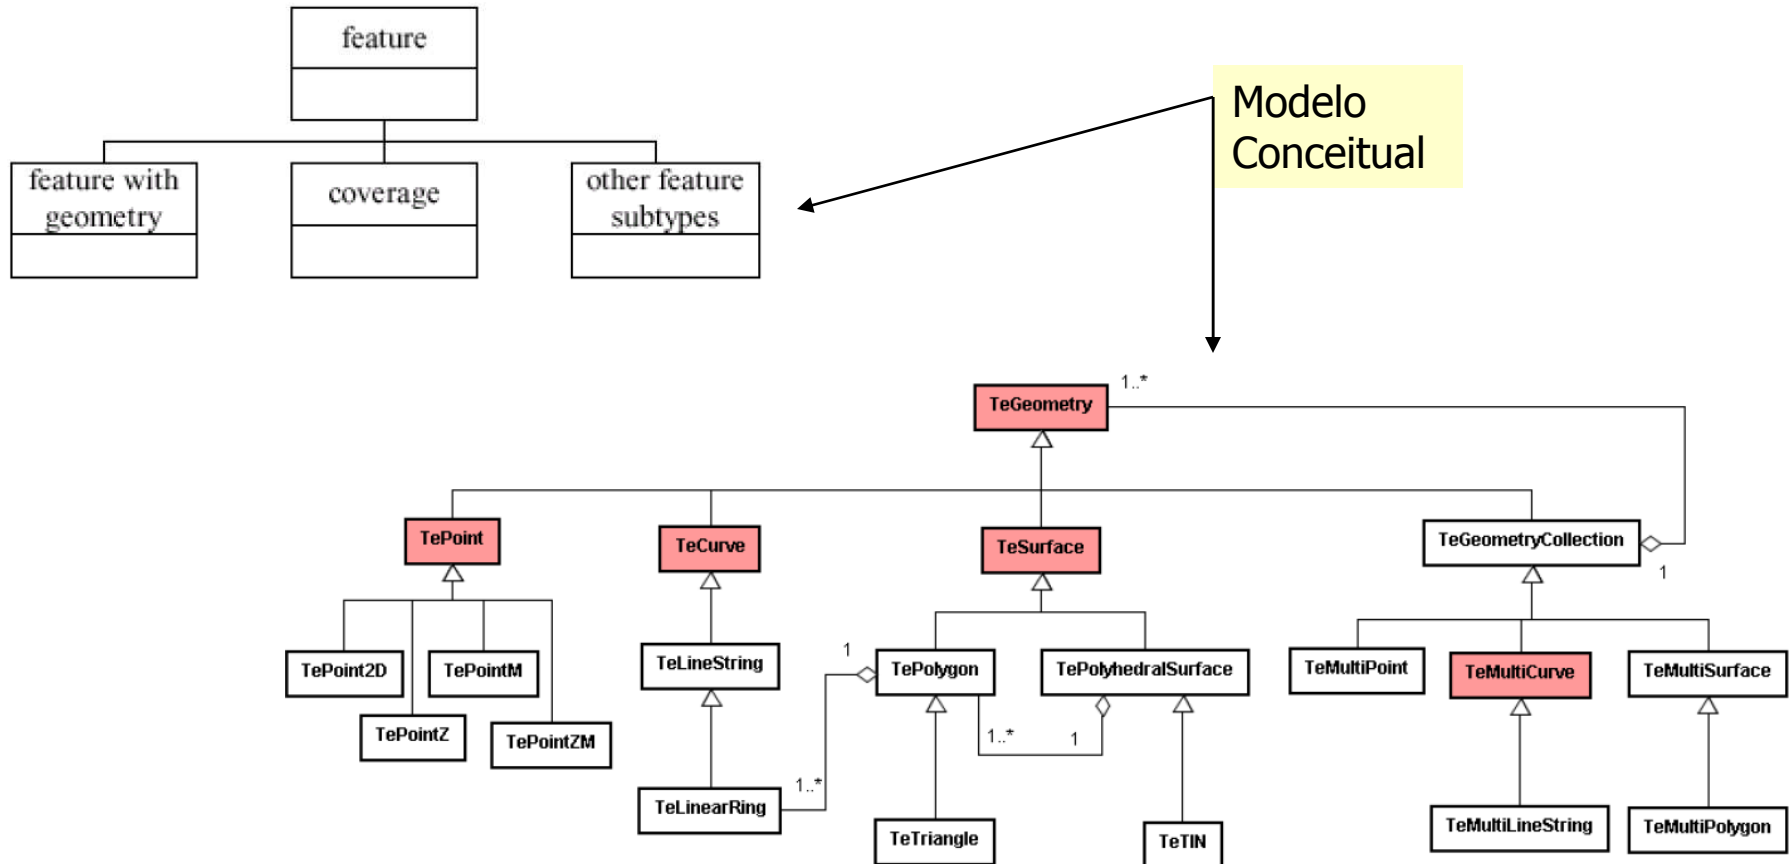 feature
feature with
geometry
coverage
other feature
subtypes
Modelo
Conceitual
1..*
TeGeometry
TePoint
TeCurve
TeSurface
TeGeometryCollection
1
TePoint2D
TePointM
TePointZ
TePointZM
TeLineString
1
TePolygon
TePolyhedralSurface
TeMultiPoint
TeMultiCurve
TeMultiSurface
1..*
1
1..*
TeLinearRing
TeTriangle
TeTIN
TeMultiLineString
TeMultiPolygon